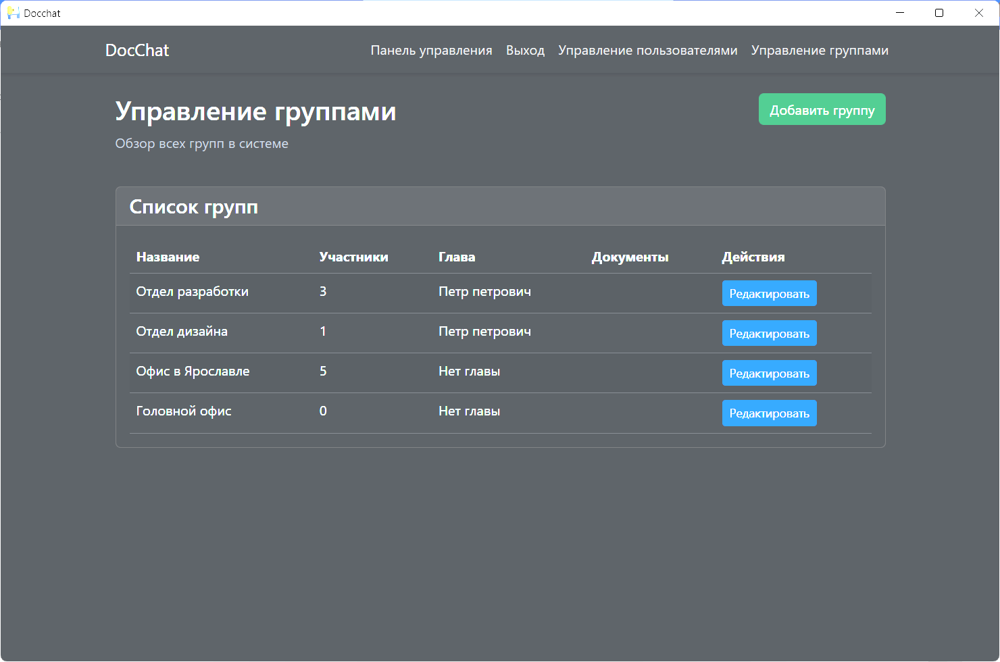 Docchat
DocChat Панель управления Выход Управление пользователями Управление группами
Управление группами Добавить группу
Обзор всех групп в системе
Список групп
Название Участники Глава Документы Действия
Отдел разработки 3 Петр петрович Редактировать
Отдел дизайна 1 Петр петрович Редактировать
Офис в Ярославле 5 Нет главы Редактировать
Головной офис 0 Нет главы Редактировать